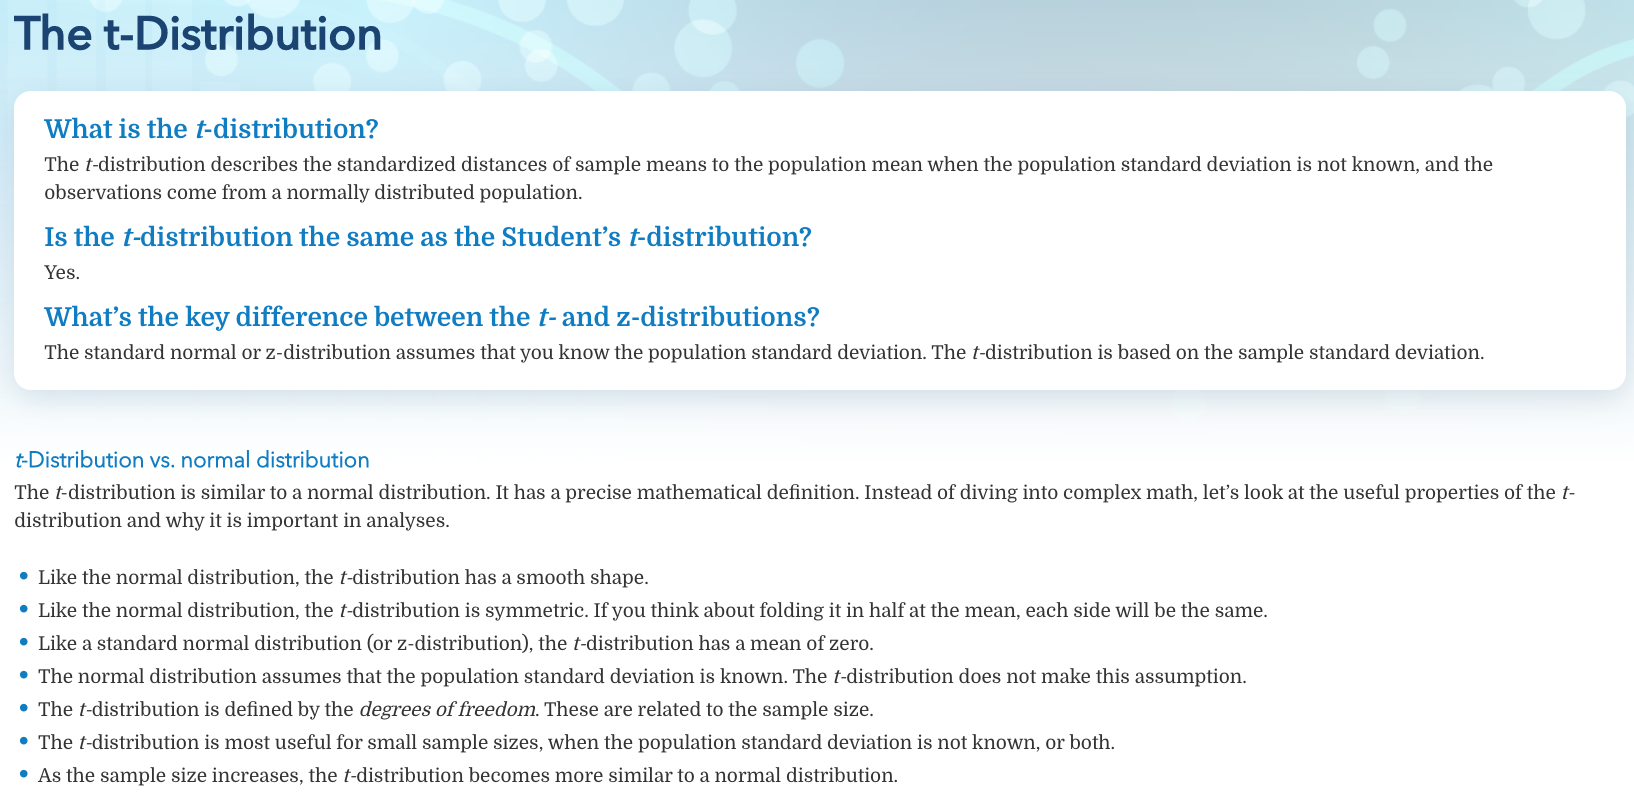 The t-Distribution
What is the t-distribution?
The t-distribution describes the standardized distances of sample means to the population mean when the population standard deviation is not known, and the
observations come from a normally distributed population.
Is the t-distribution the same as the Student’s t-distribution?
Yes.
What’s the key difference between the t- and z-distributions?
The standard normal or z-distribution assumes that you know the population standard deviation. The t-distribution is based on the sample standard deviation.
t-Distribution vs. normal distribution
The t-distribution is similar to a normal distribution. It has a precise mathematical definition. Instead of diving into complex math, let’s look at the useful properties of the t-
distribution and why it is important in analyses.
• Like the normal distribution, the t-distribution has a smooth shape.
• Like the normal distribution, the t-distribution is symmetric. If you think about folding it in half at the mean, each side will be the same.
• Like a standard normal distribution (or z-distribution), the t-distribution has a mean of zero.
• The normal distribution assumes that the population standard deviation is known. The t-distribution does not make this assumption.
• The t-distribution is defined by the degrees of freedom. These are related to the sample size.
• The t-distribution is most useful for small sample sizes, when the population standard deviation is not known, or both.
• As the sample size increases, the t-distribution becomes more similar to a normal distribution.